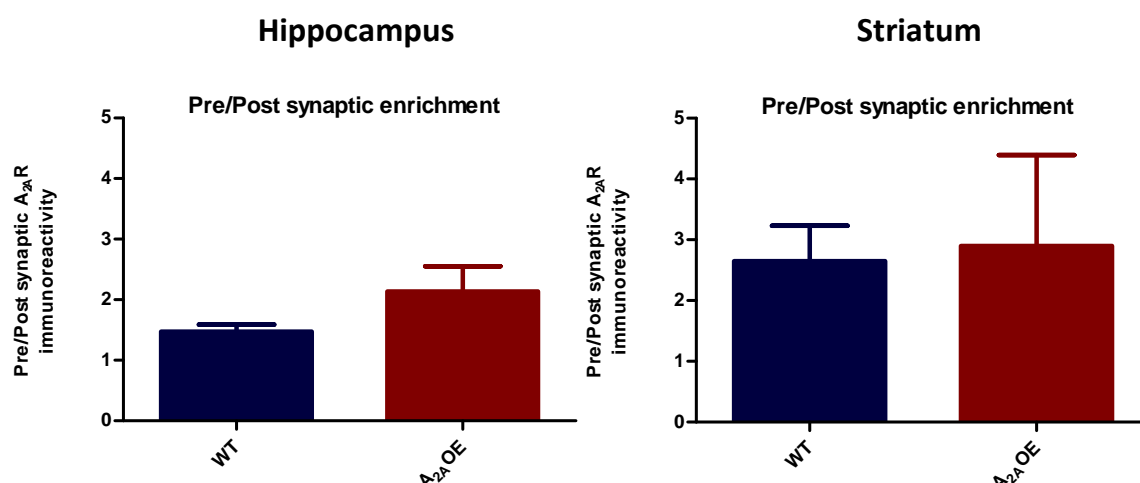 Hippocampus
Pre/Post synaptic enrichment
Pre/Post synaptic A2AR
immunoreactivity
5
4
3
2
1
0
WT
A2A OE
Striatum
Pre/Post synaptic enrichment
Pre/Post synaptic A2AR
immunoreactivity
5
4
3
2
1
0
WT
A2A OE